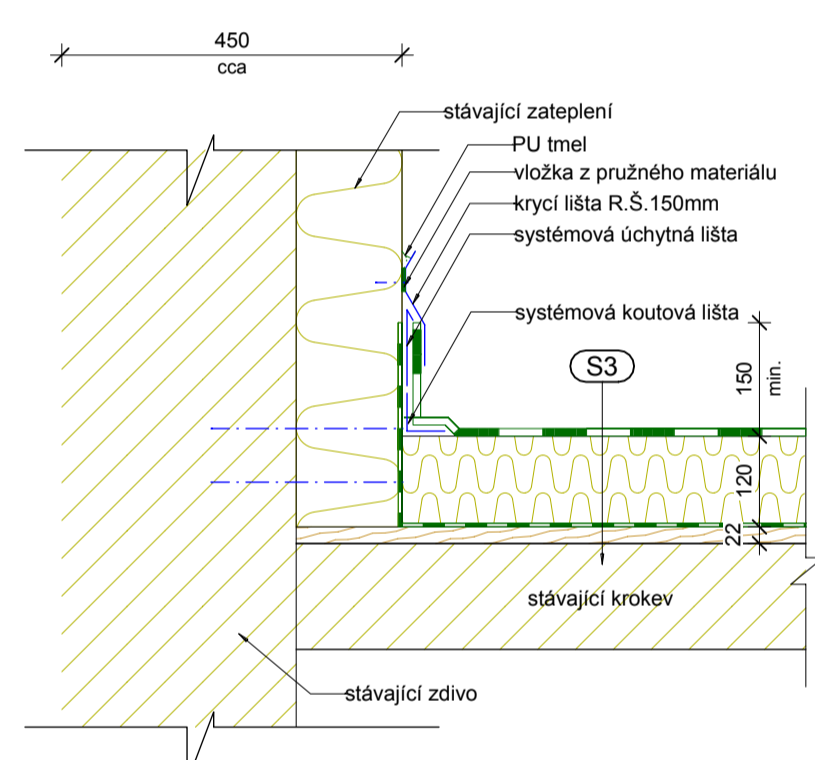 450
cca
stávající zateplení
PU tmel
vložka z pružného materiálu
krycí lišta R.Š.150mm
systémová úchytná lišta
systémová koutová lišta
S3
150
min.
120
22
stávající krokev
stávající zdivo